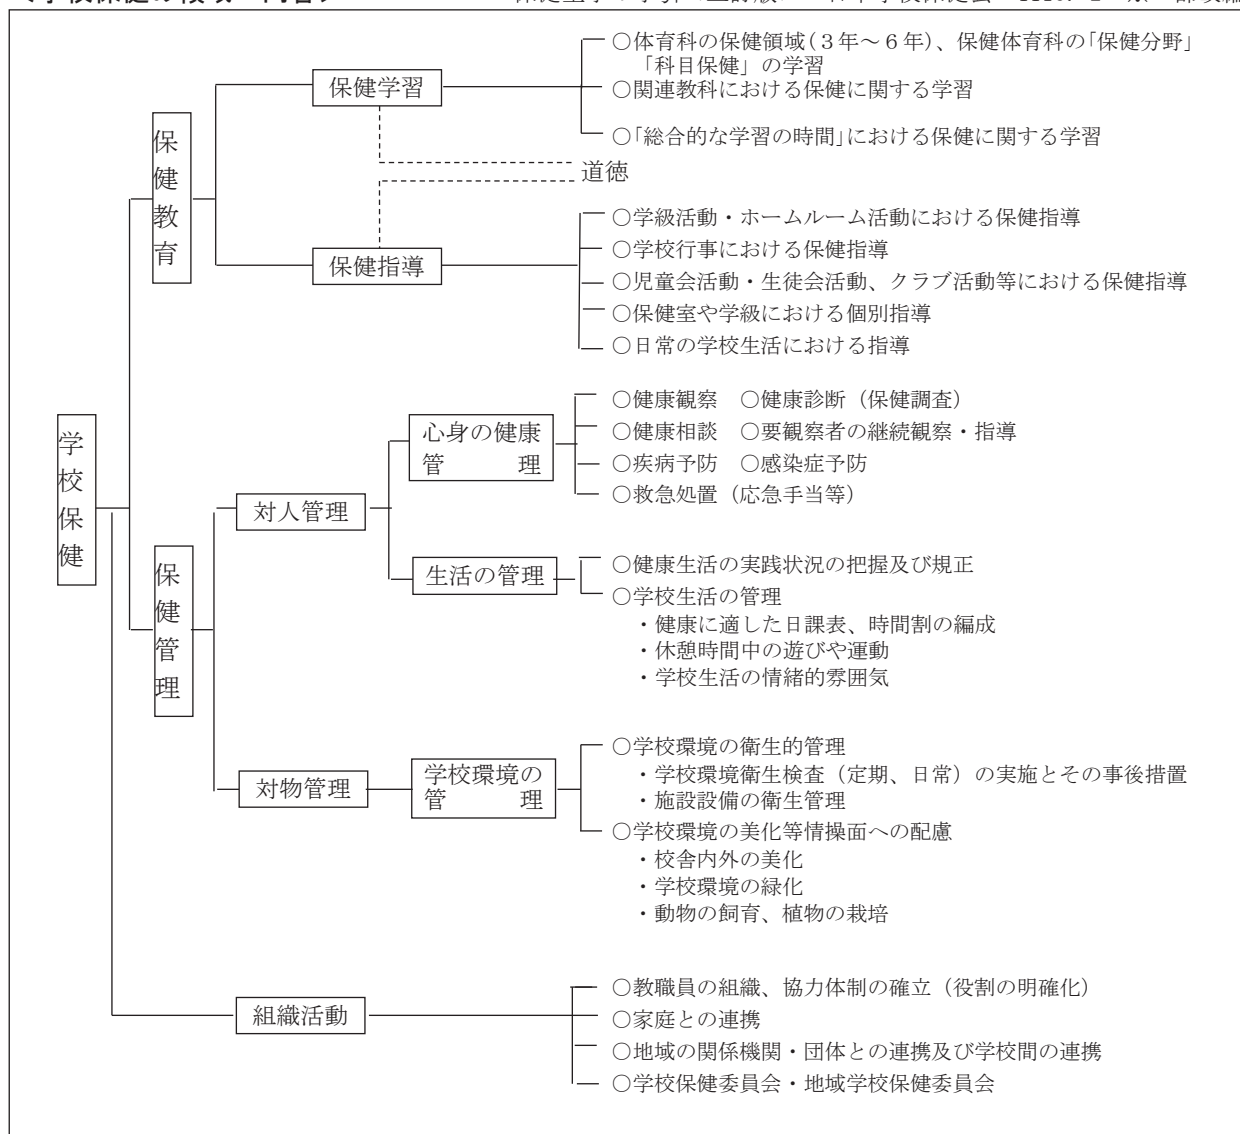 ○体育科の保健領域(3年～6年)、保健体育科の「保健分野」
「科目保健」の学習
保健学習
○関連教科における保健に関する学習
○「総合的な学習の時間」における保健に関する学習
道徳
保健教育
○学級活動・ホームルーム活動における保健指導
○学校行事における保健指導
保健指導
○児童会活動・生徒会活動、クラブ活動等における保健指導
○保健室や学級における個別指導
○日常の学校生活における指導
学校保健
○健康観察　○健康診断（保健調査）
心身の健康
管理
○健康相談　○要観察者の継続観察・指導
○疾病予防　○感染症予防
○救急処置（応急手当等）
対人管理
保健管理
生活の管理
○健康生活の実践状況の把握及び規正
○学校生活の管理
・健康に適した日課表、時間割の編成
・休憩時間中の遊びや運動
・学校生活の情緒的雰囲気
○学校環境の衛生的管理
・学校環境衛生検査（定期、日常）の実施とその事後措置
・施設設備の衛生管理
対物管理
学校環境の
管理
○学校環境の美化等情操面への配慮
・校舎内外の美化
・学校環境の緑化
・動物の飼育、植物の栽培
○教職員の組織、協力体制の確立（役割の明確化）
組織活動
○家庭との連携
○地域の関係機関・団体との連携及び学校間の連携
○学校保健委員会・地域学校保健委員会